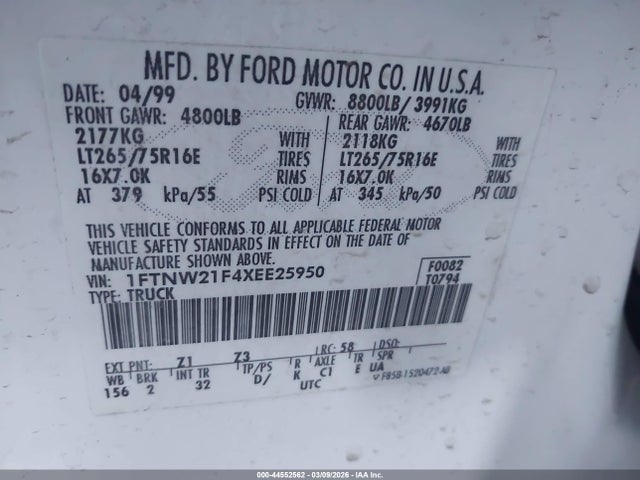 MFD. BY FORD MOTOR CO. IN U.S.A.
DATE: 04/99 GVWR: 8800LB/3991KG
FRONT GAWR: 4800LB REAR GAWR: 4670LB
2177KG WITH 2118KG WITH
LT265/75R16E TIRES LT265/75R16E TIRES
16X7.0K RIMS 16X7.0K RIMS
AT 379 kPa/55 PSI COLD AT 345 kPa/50 PSI COLD
THIS VEHICLE CONFORMS TO ALL APPLICABLE FEDERAL MOTOR
VEHICLE SAFETY STANDARDS IN EFFECT ON THE DATE OF
MANUFACTURE SHOWN ABOVE.
VIN: 1FTNW21F4XEE25950 F0082
TYPE: TRUCK T0794
EXT PNT: Z1 Z3 RC: 58 DSO:
WB BRK INT TR TP/PS R AXLE TR SPR
156 2 32 D/ K C1 E UA
UTC F85B-1520472-AB
000-44552562 | 03/09/2026 | IAA Inc.